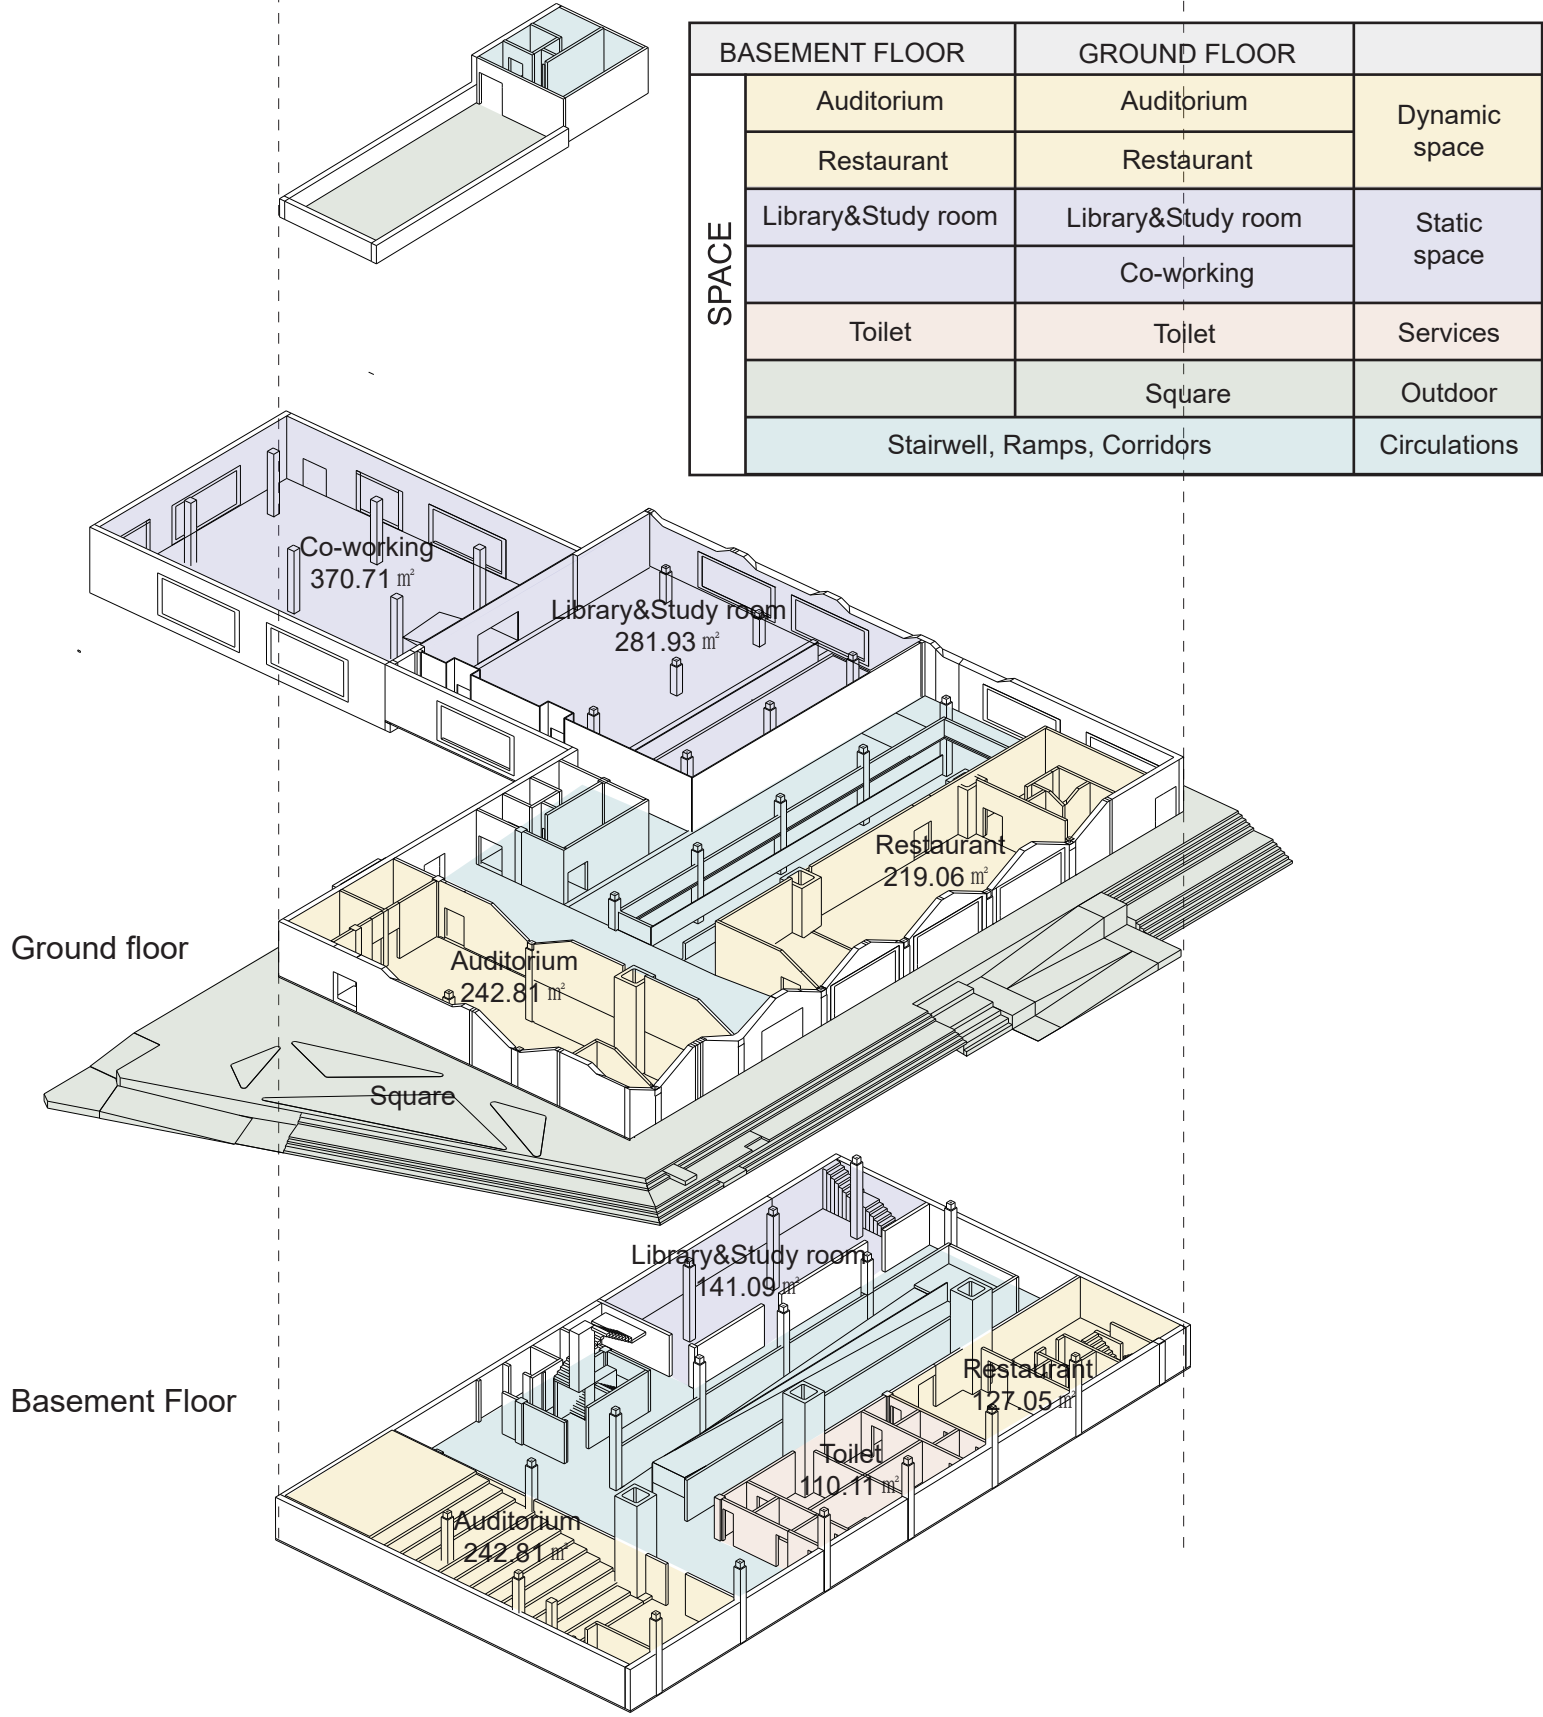 BASEMENT FLOOR GROUND FLOOR
SPACE
Auditorium Auditorium Dynamic space
Restaurant Restaurant
Library&Study room Library&Study room Static space
Co-working
Toilet Toilet Services
Square Outdoor
Stairwell, Ramps, Corridors Circulations
Co-working
370.71 ㎡
Library&Study room
281.93 ㎡
Restaurant
219.06 ㎡
Ground floor
Auditorium
242.81 ㎡
Square
Library&Study room
141.09 ㎡
Restaurant
127.05 ㎡
Basement Floor
Toilet
110.11 ㎡
Auditorium
242.81 ㎡